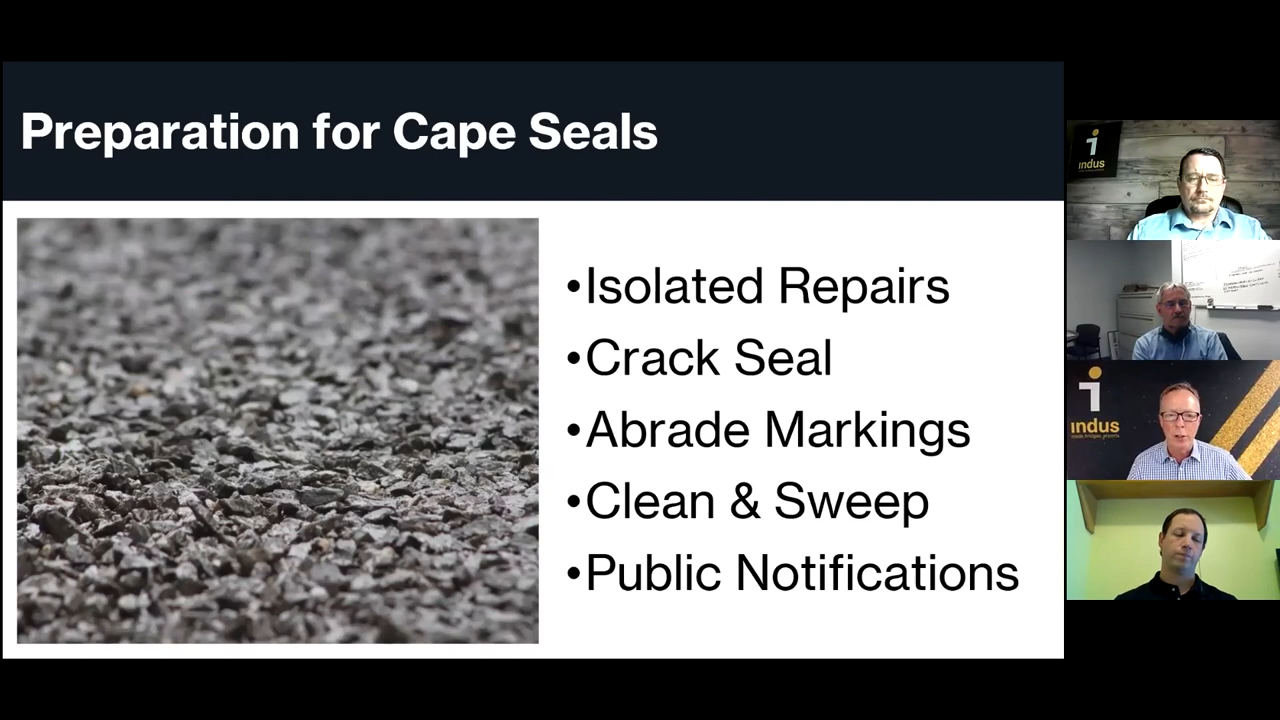 Preparation for Cape Seals
•Isolated Repairs
•Crack Seal
•Abrade Markings
•Clean & Sweep
•Public Notifications
indus
indus